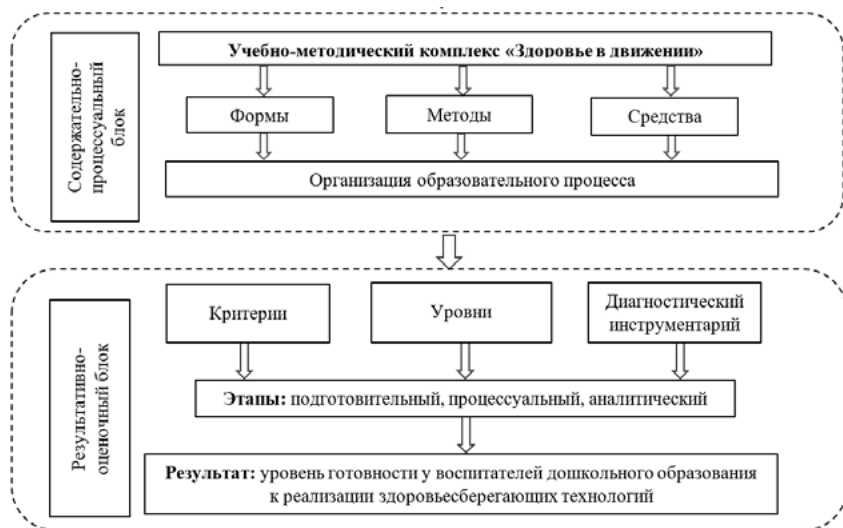 Содержательно-
процессуальный
блок
Учебно-методический комплекс «Здоровье в движении»
Формы
Методы
Средства
Организация образовательного процесса
Результативно-
оценочный блок
Критерии
Уровни
Диагностический
инструментарий
Этапы: подготовительный, процессуальный, аналитический
Результат: уровень готовности у воспитателей дошкольного образования
к реализации здоровьесберегающих технологий